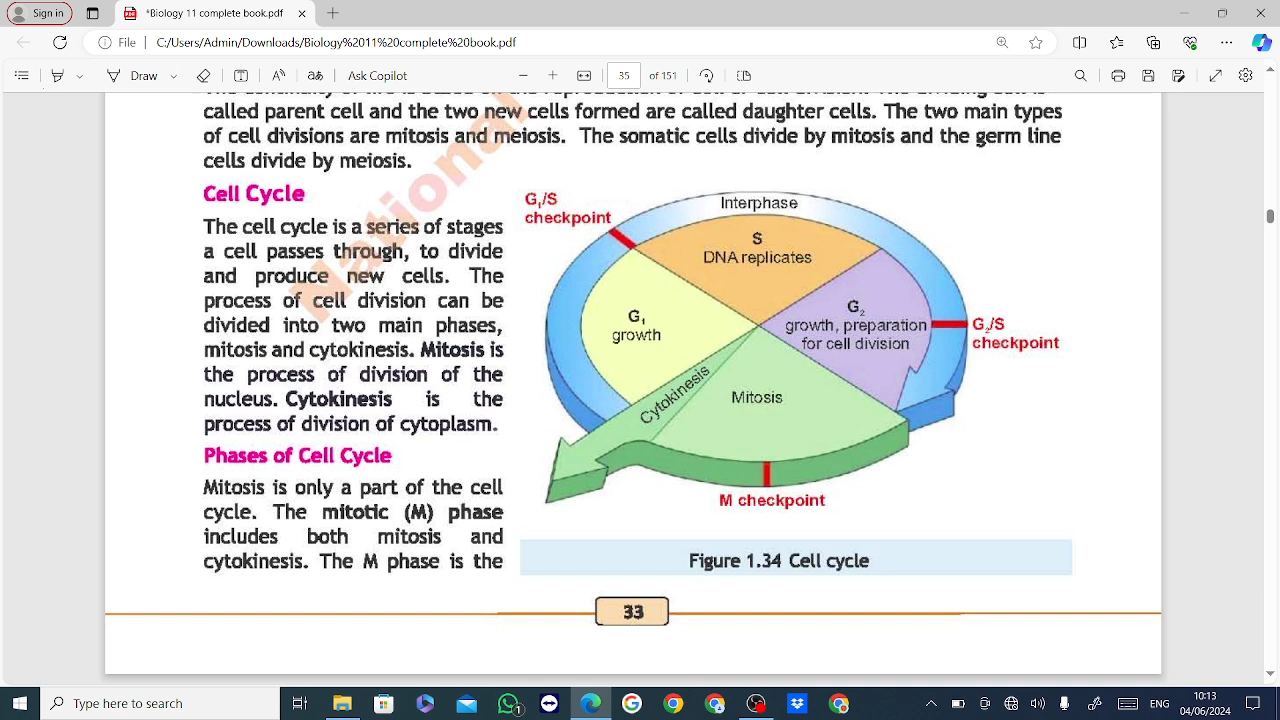 Sign in
*Biology 11 complete book.pdf
File
C:/Users/Admin/Downloads/Biology%2011%20complete%20book.pdf
Draw
Ask Copilot
35
of 151
called parent cell and the two new cells formed are called daughter cells. The two main types
of cell divisions are mitosis and meiosis. The somatic cells divide by mitosis and the germ line
cells divide by meiosis.
Cell Cycle
The cell cycle is a series of stages
a cell passes through, to divide
and produce new cells. The
process of cell division can be
divided into two main phases,
mitosis and cytokinesis. Mitosis is
the process of division of the
nucleus. Cytokinesis is the
process of division of cytoplasm.
Phases of Cell Cycle
Mitosis is only a part of the cell
cycle. The mitotic (M) phase
includes both mitosis and
cytokinesis. The M phase is the
National
G₁/S
checkpoint
Interphase
S
DNA replicates
G₁
growth
G₂
growth, preparation
for cell division
G₂/S
checkpoint
Cytokinesis
Mitosis
M checkpoint
Figure 1.34 Cell cycle
33
Type here to search
1
ENG
10:13
04/06/2024